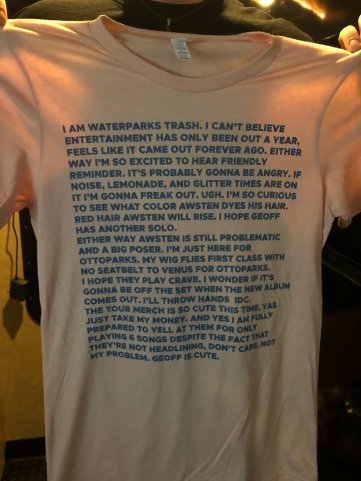 I AM WATERPARKS TRASH. I CAN'T BELIEVE
ENTERTAINMENT HAS ONLY BEEN OUT A YEAR,
FEELS LIKE IT CAME OUT FOREVER AGO. EITHER
WAY I'M SO EXCITED TO HEAR FRIENDLY
REMINDER. IT'S PROBABLY GONNA BE ANGRY. IF
NOISE, LEMONADE, AND GLITTER TIMES ARE ON
IT I'M GONNA FREAK OUT. UGH. I'M SO CURIOUS
TO SEE WHAT COLOR AWSTEN DYES HIS HAIR.
RED HAIR AWSTEN WILL RISE. I HOPE GEOFF
HAS ANOTHER SOLO.
EITHER WAY AWSTEN IS STILL PROBLEMATIC
AND A BIG POSER. I'M JUST HERE FOR
OTTOPARKS. MY WIG FLIES FIRST CLASS WITH
NO SEATBELT TO VENUS FOR OTTOPARKS.
I HOPE THEY PLAY CRAVE. I WONDER IF IT'S
GONNA BE OFF THE SET WHEN THE NEW ALBUM
COMES OUT. I'LL THROW HANDS IDC.
THE TOUR MERCH IS SO CUTE THIS TIME, YAS
JUST TAKE MY MONEY. AND YES I AM FULLY
PREPARED TO YELL AT THEM FOR ONLY
PLAYING 6 SONGS DESPITE THE FACT THAT
THEY'RE NOT HEADLINING, DON'T CARE. NOT
MY PROBLEM. GEOFF IS CUTE.